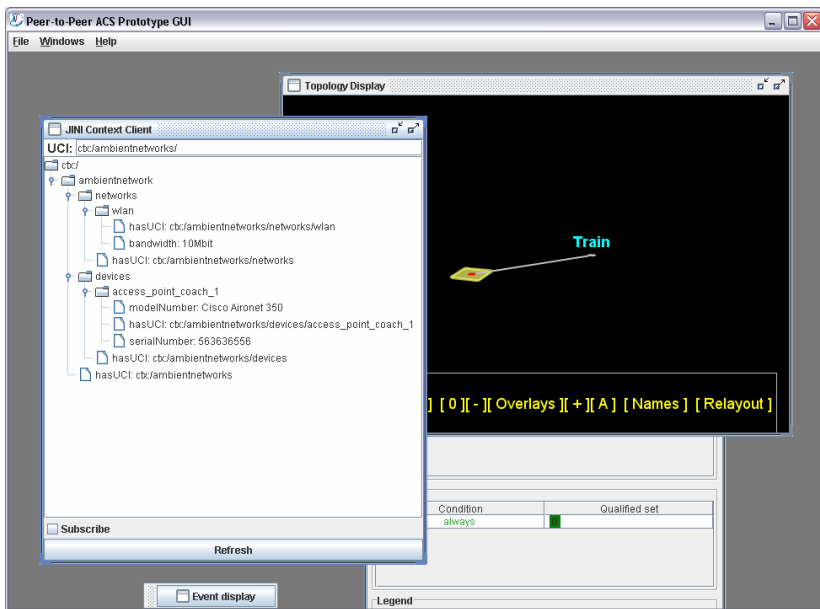 Peer-to-Peer ACS Prototype GUI
File Windows Help
Topology Display
JINI Context Client
UCI: ctx:/ambientnetworks/
ctx:/
ambientnetwork
networks
wlan
hasUCI: ctx:/ambientnetworks/networks/wlan
bandwidth: 10Mbit
hasUCI: ctx:/ambientnetworks/networks
devices
access_point_coach_1
modelNumber: Cisco Aironet 350
hasUCI: ctx:/ambientnetworks/devices/access_point_coach_1
serialNumber: 563636556
hasUCI: ctx:/ambientnetworks/devices
hasUCI: ctx:/ambientnetworks
Subscribe
Refresh
Train
] [ 0 ][ - ][ Overlays ][ + ][ A ] [ Names ] [ Relayout ]
Condition Qualified set
always 0
Legend
Event display